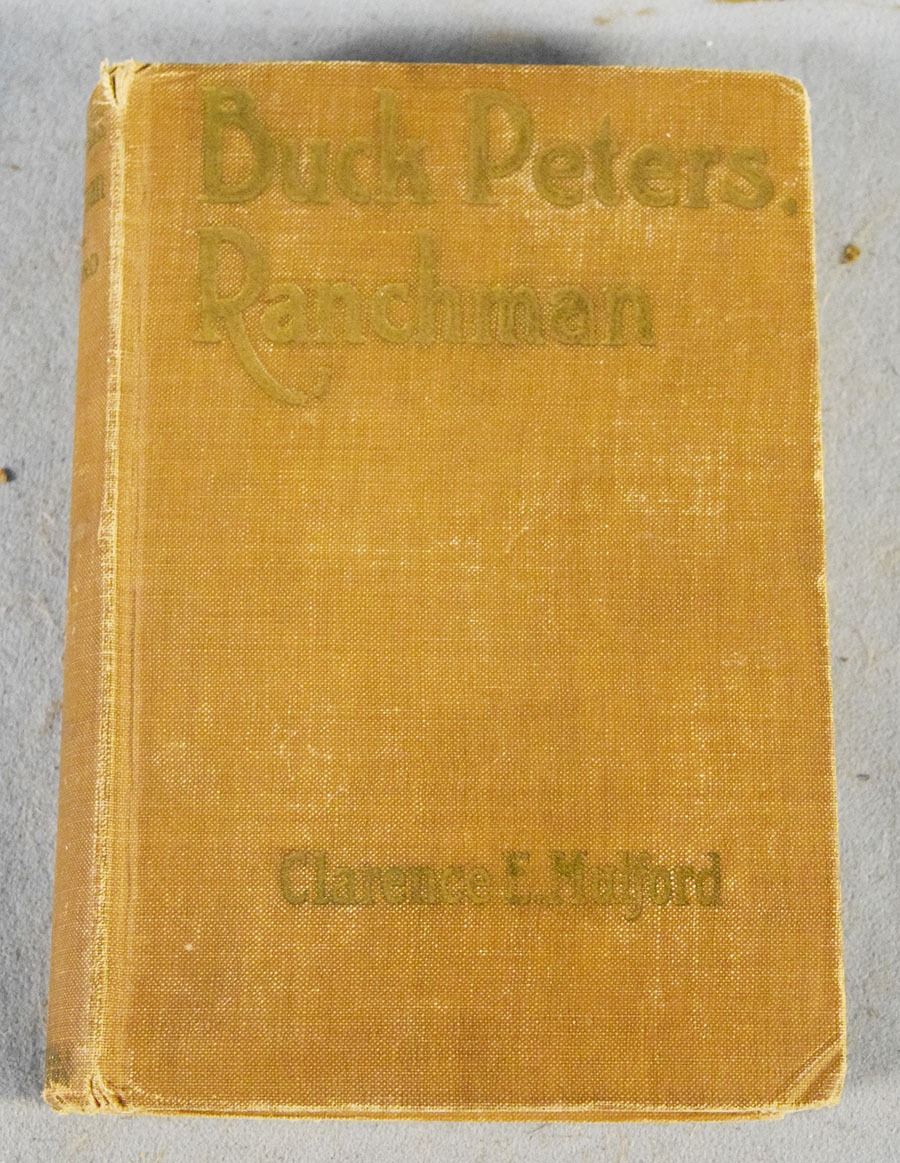 Buck Peters,
Ranchman
Clarence E. Mulford